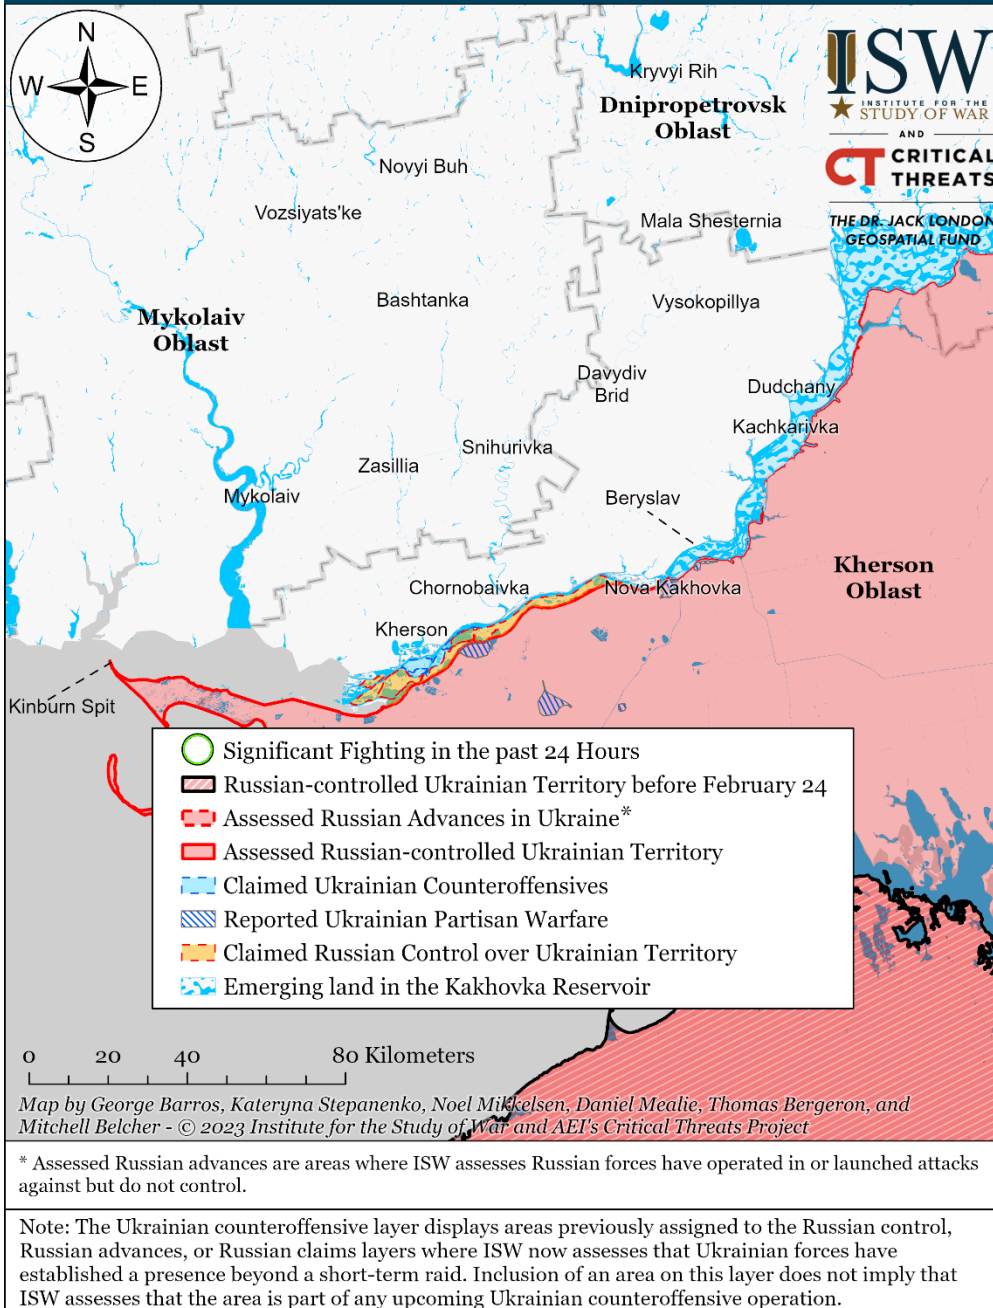 N
W E
S
ISW
INSTITUTE FOR THE
STUDY OF WAR
AND
CT CRITICAL
THREATS
THE DR. JACK LONDON
GEOSPATIAL FUND
Kryvyi Rih
Dnipropetrovsk
Oblast
Novyi Buh
Vozsiyats'ke
Mala Shesternia
Bashtanka
Vysokopillya
Mykolaiv
Oblast
Davydiv
Brid
Dudchany
Kachkarivka
Snihurivka
Zasillia
Mykolaiv
Beryslav
Kherson
Oblast
Chornobaivka
Nova Kakhovka
Kherson
Kinburn Spit
Significant Fighting in the past 24 Hours
Russian-controlled Ukrainian Territory before February 24
Assessed Russian Advances in Ukraine*
Assessed Russian-controlled Ukrainian Territory
Claimed Ukrainian Counteroffensives
Reported Ukrainian Partisan Warfare
Claimed Russian Control over Ukrainian Territory
Emerging land in the Kakhovka Reservoir
0 20 40 80 Kilometers
Map by George Barros, Kateryna Stepanenko, Noel Mikkelsen, Daniel Mealie, Thomas Bergeron, and
Mitchell Belcher - © 2023 Institute for the Study of War and AEI's Critical Threats Project
* Assessed Russian advances are areas where ISW assesses Russian forces have operated in or launched attacks
against but do not control.
Note: The Ukrainian counteroffensive layer displays areas previously assigned to the Russian control,
Russian advances, or Russian claims layers where ISW now assesses that Ukrainian forces have
established a presence beyond a short-term raid. Inclusion of an area on this layer does not imply that
ISW assesses that the area is part of any upcoming Ukrainian counteroffensive operation.